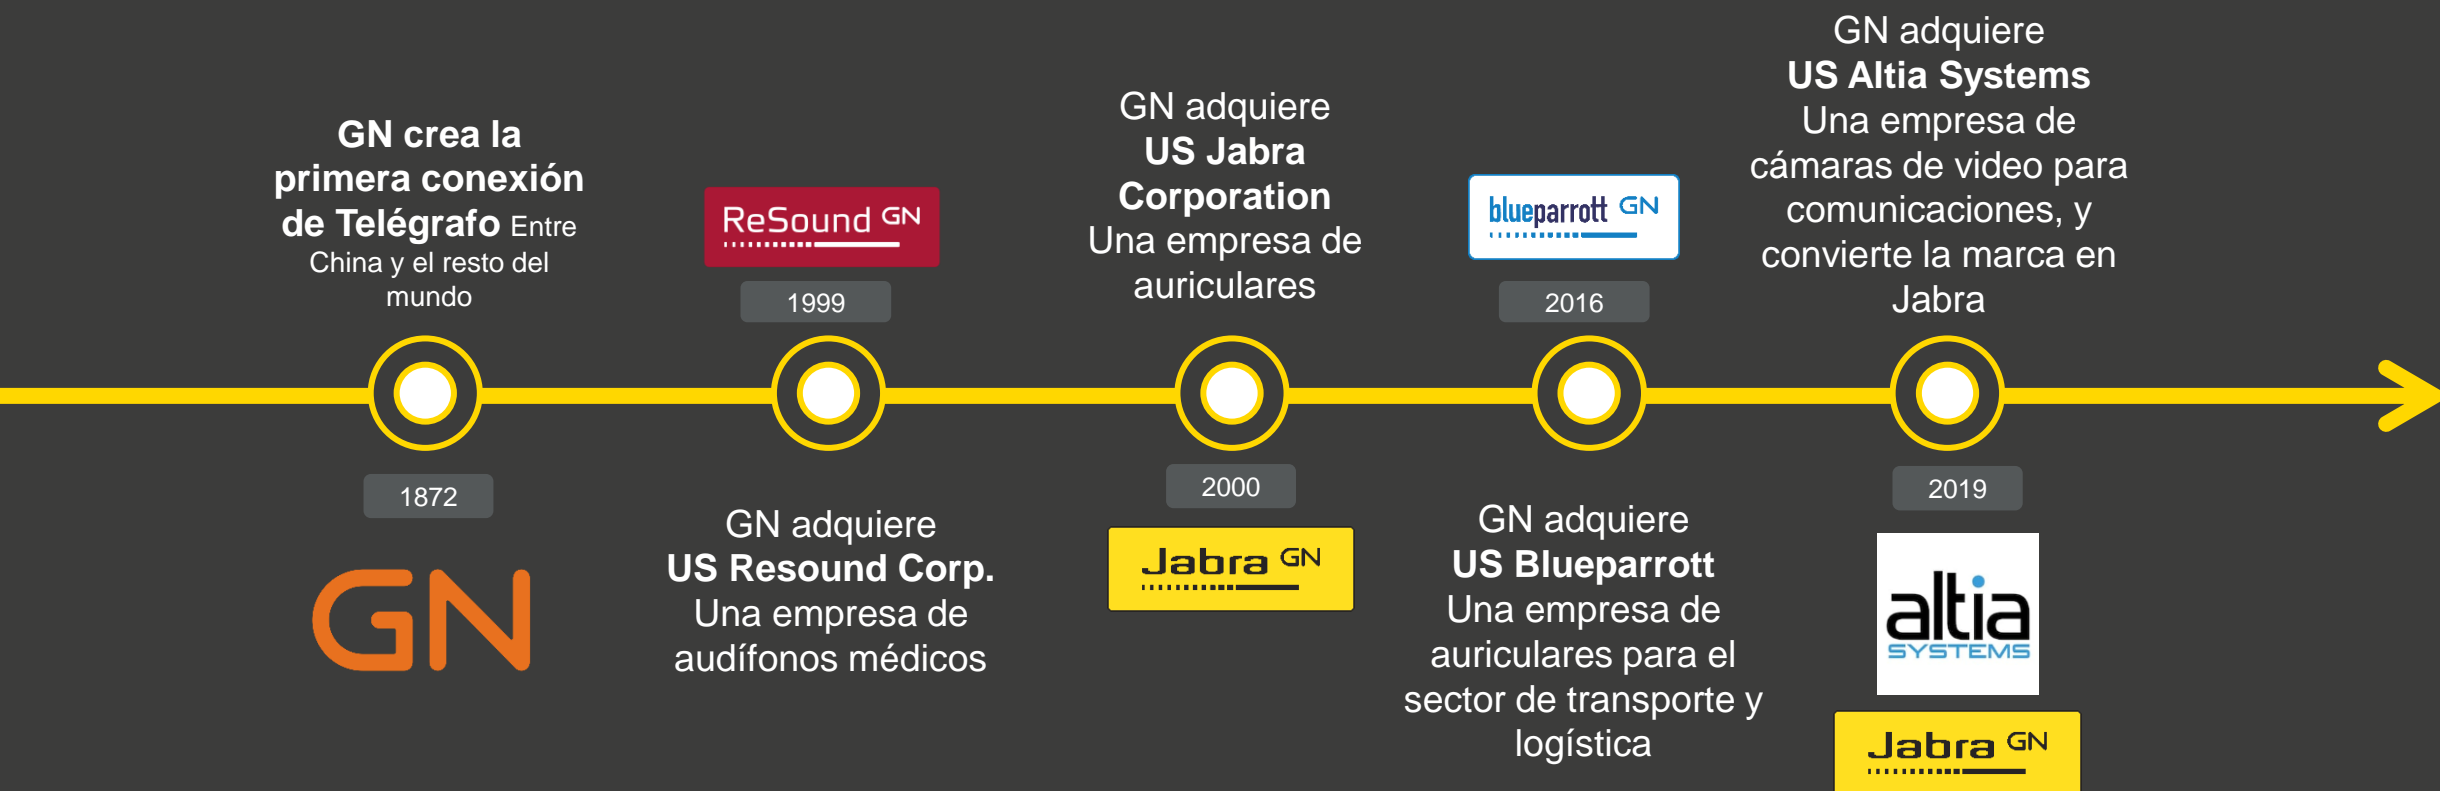 GN crea la
primera conexión
de Telégrafo Entre
China y el resto del
mundo
1872
GN
ReSound GN
1999
GN adquiere
US Resound Corp.
Una empresa de
audífonos médicos
GN adquiere
US Jabra
Corporation
Una empresa de
auriculares
2000
Jabra GN
blueparrott GN
2016
GN adquiere
US Blueparrott
Una empresa de
auriculares para el
sector de transporte y
logística
GN adquiere
US Altia Systems
Una empresa de
cámaras de video para
comunicaciones, y
convierte la marca en
Jabra
2019
altia
SYSTEMS
Jabra GN